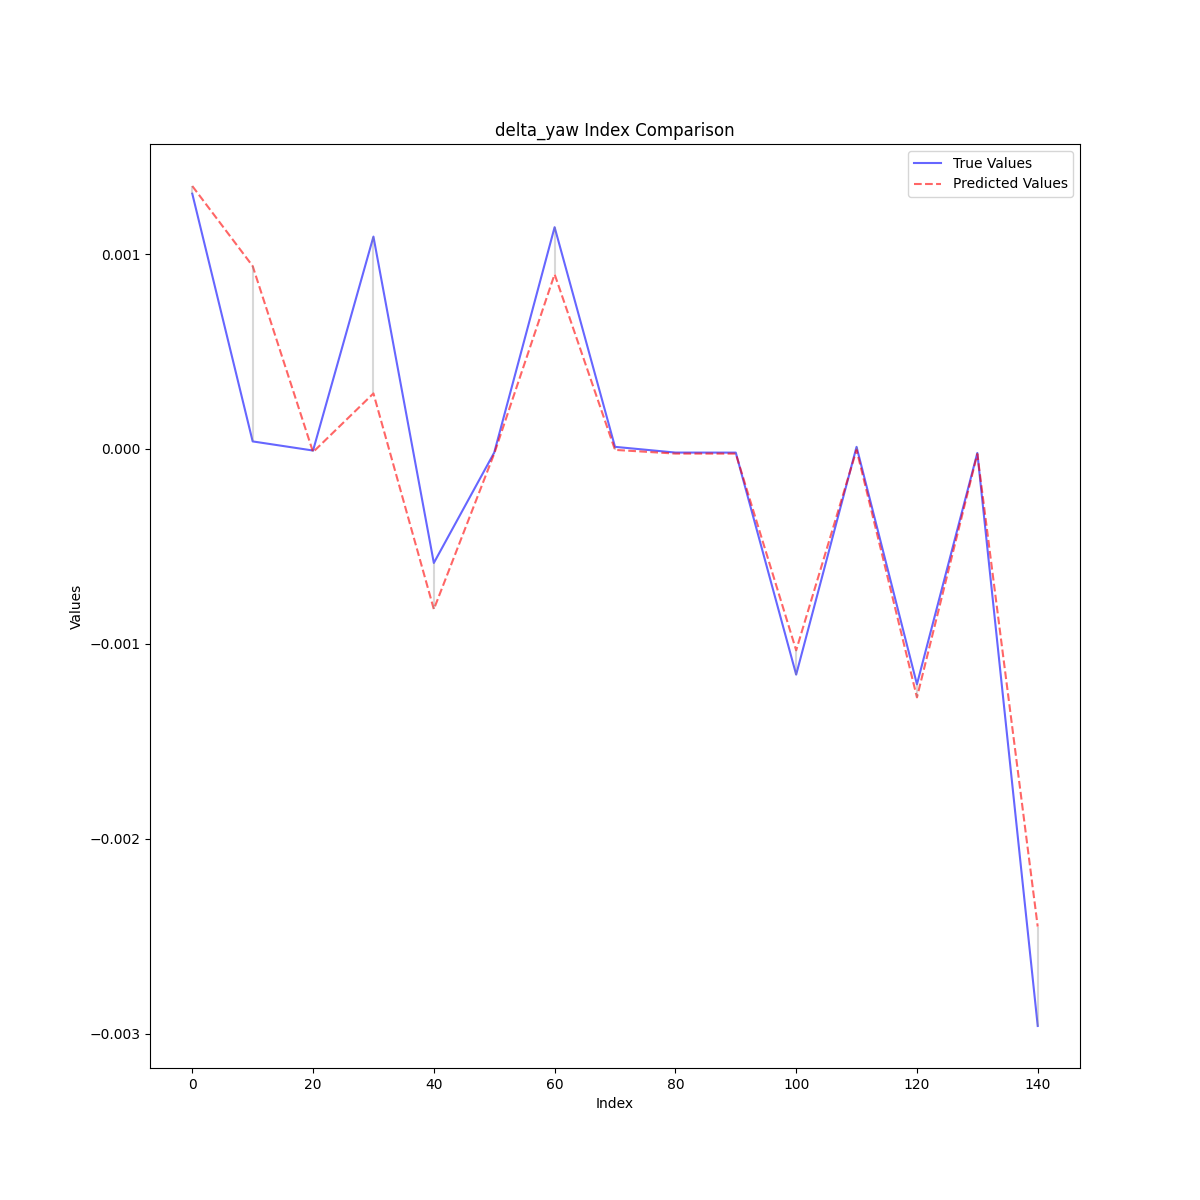 delta_yaw Index Comparison
True Values
Predicted Values
0.001
0.000
−0.001
−0.002
−0.003
Values
0 20 40 60 80 100 120 140
Index